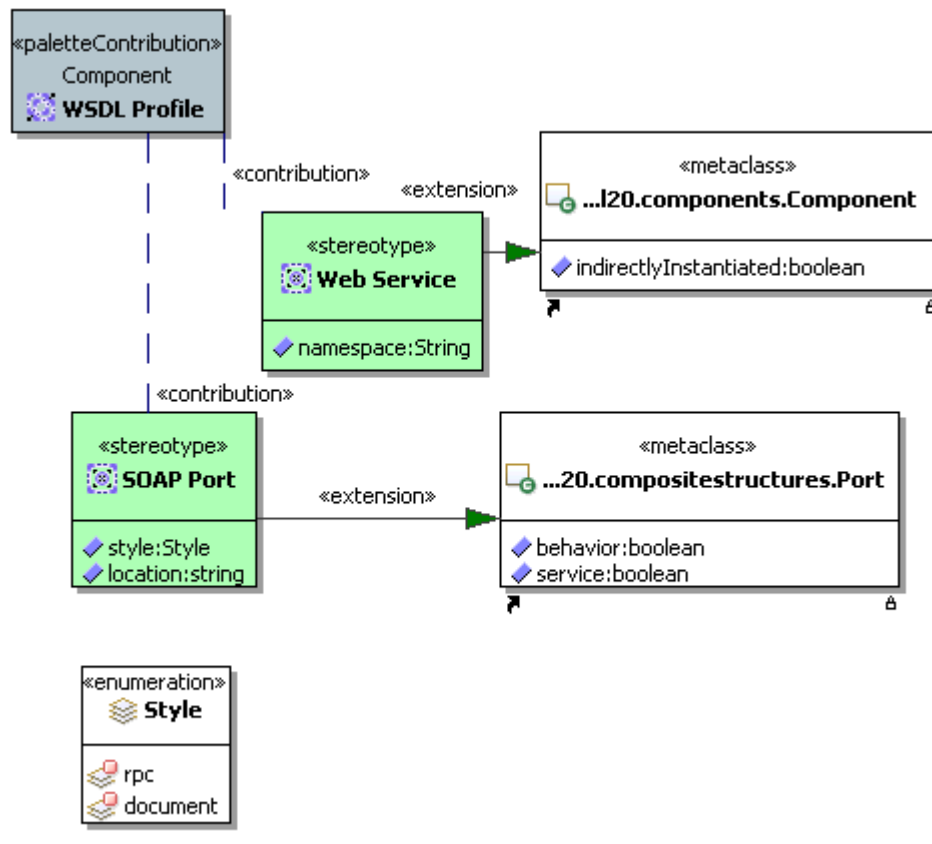 «paletteContribution»
Component
WSDL Profile
«contribution»
«extension»
«metaclass»
...l20.components.Component
indirectlyInstantiated:boolean
«stereotype»
Web Service
namespace:String
«contribution»
«stereotype»
SOAP Port
style:Style
location:string
«extension»
«metaclass»
...20.compositestructures.Port
behavior:boolean
service:boolean
«enumeration»
Style
rpc
document